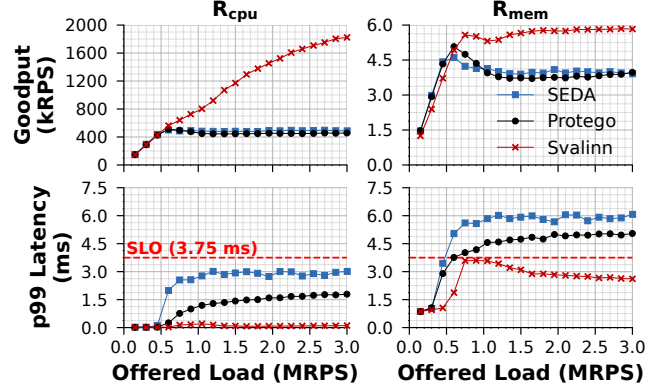 R_cpu
R_mem
Goodput
(kRPS)
2000
1600
1200
800
400
0
6.0
4.5
3.0
1.5
0.0
SEDA
Protego
Svalinn
p99 Latency
(ms)
7.5
6.0
4.5
3.0
1.5
0.0
SLO (3.75 ms)
7.5
6.0
4.5
3.0
1.5
0.0
0.0 0.5 1.0 1.5 2.0 2.5 3.0
0.0 0.5 1.0 1.5 2.0 2.5 3.0
Offered Load (MRPS)
Offered Load (MRPS)